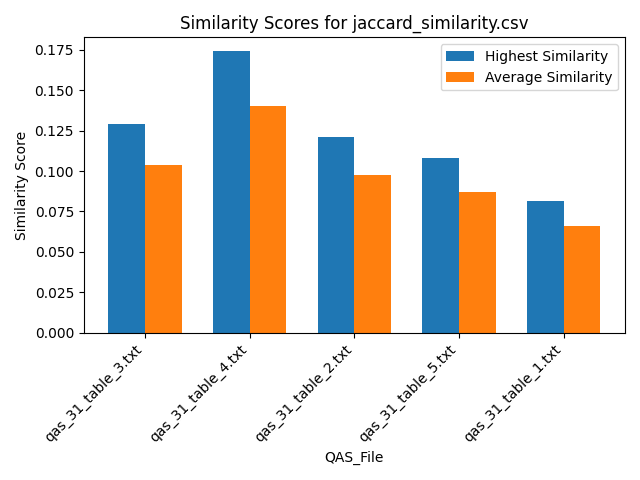 Similarity Scores for jaccard_similarity.csv
Highest Similarity
Average Similarity
Similarity Score
0.175
0.150
0.125
0.100
0.075
0.050
0.025
0.000
qas_31_table_3.txt
qas_31_table_4.txt
qas_31_table_2.txt
qas_31_table_5.txt
qas_31_table_1.txt
QAS_File